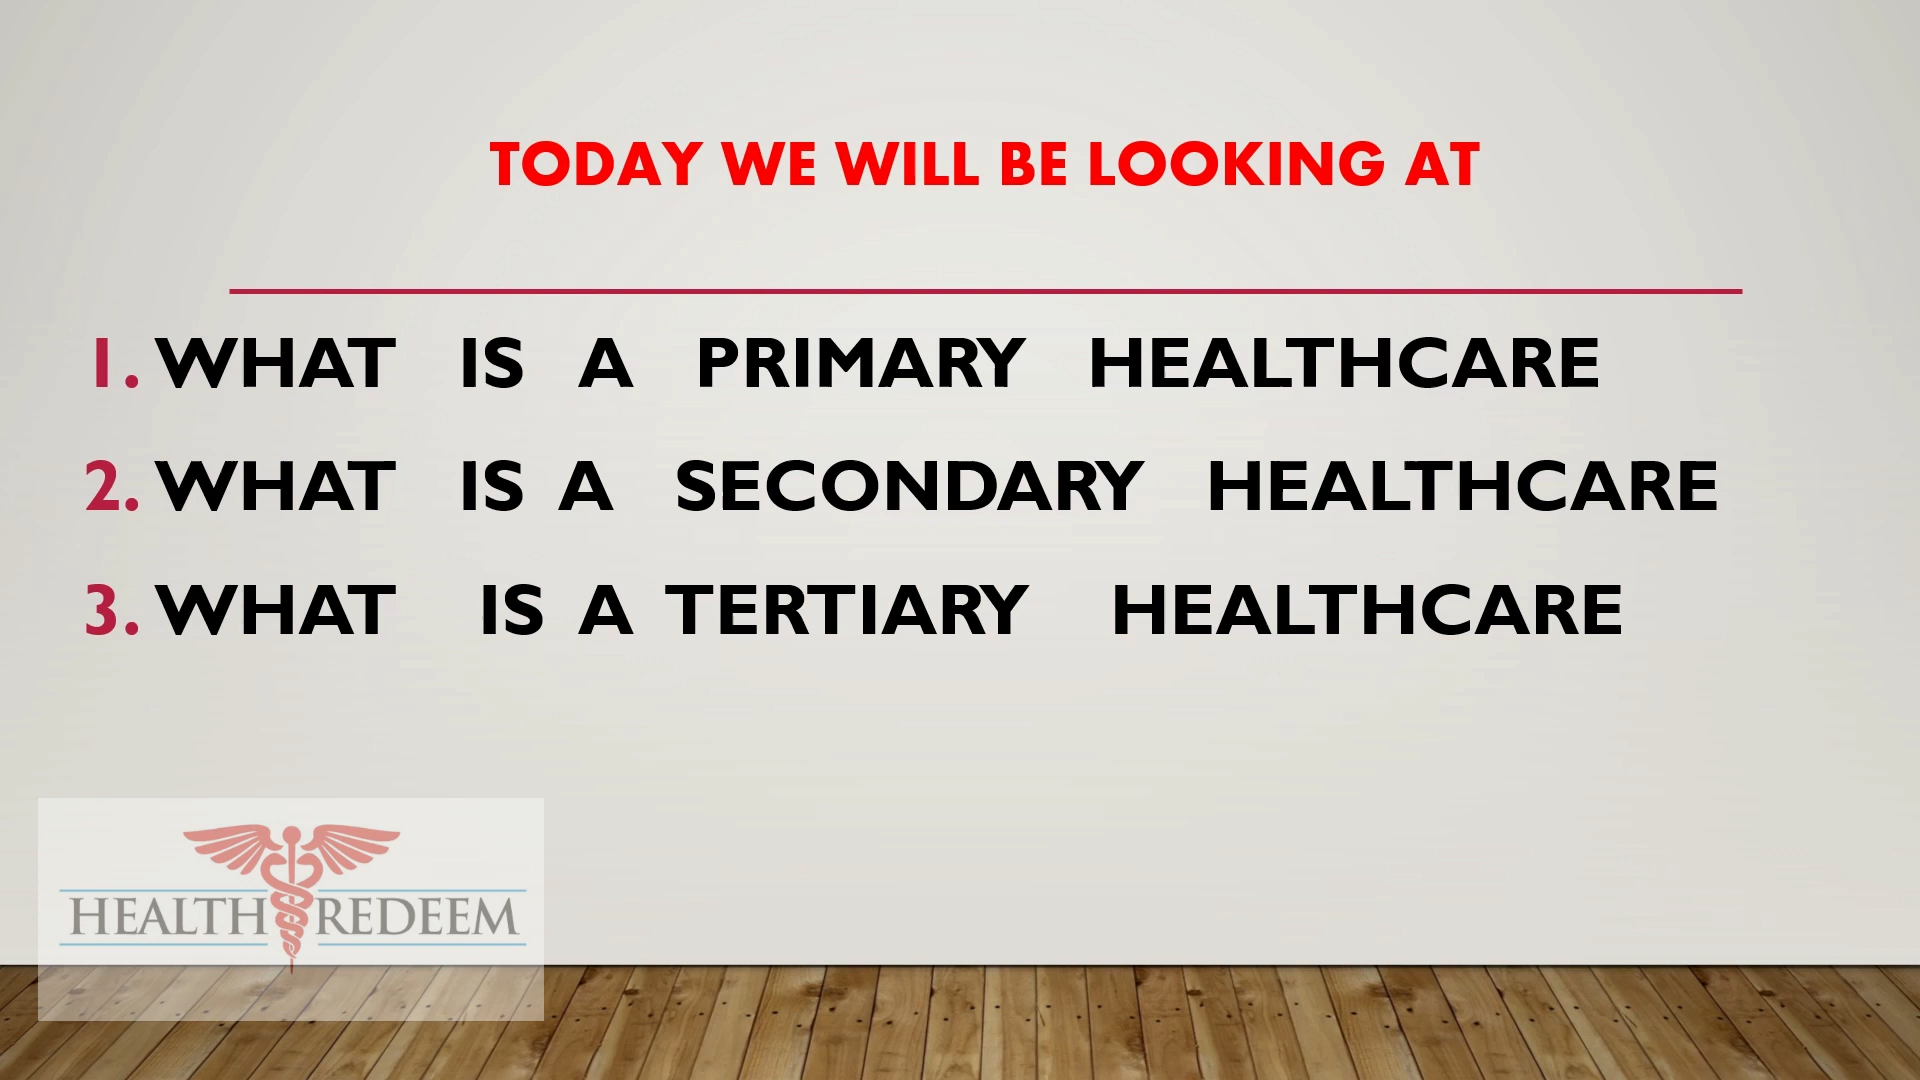 TODAY WE WILL BE LOOKING AT
1. WHAT IS A PRIMARY HEALTHCARE
2. WHAT IS A SECONDARY HEALTHCARE
3. WHAT IS A TERTIARY HEALTHCARE
HEALTH REDEEM